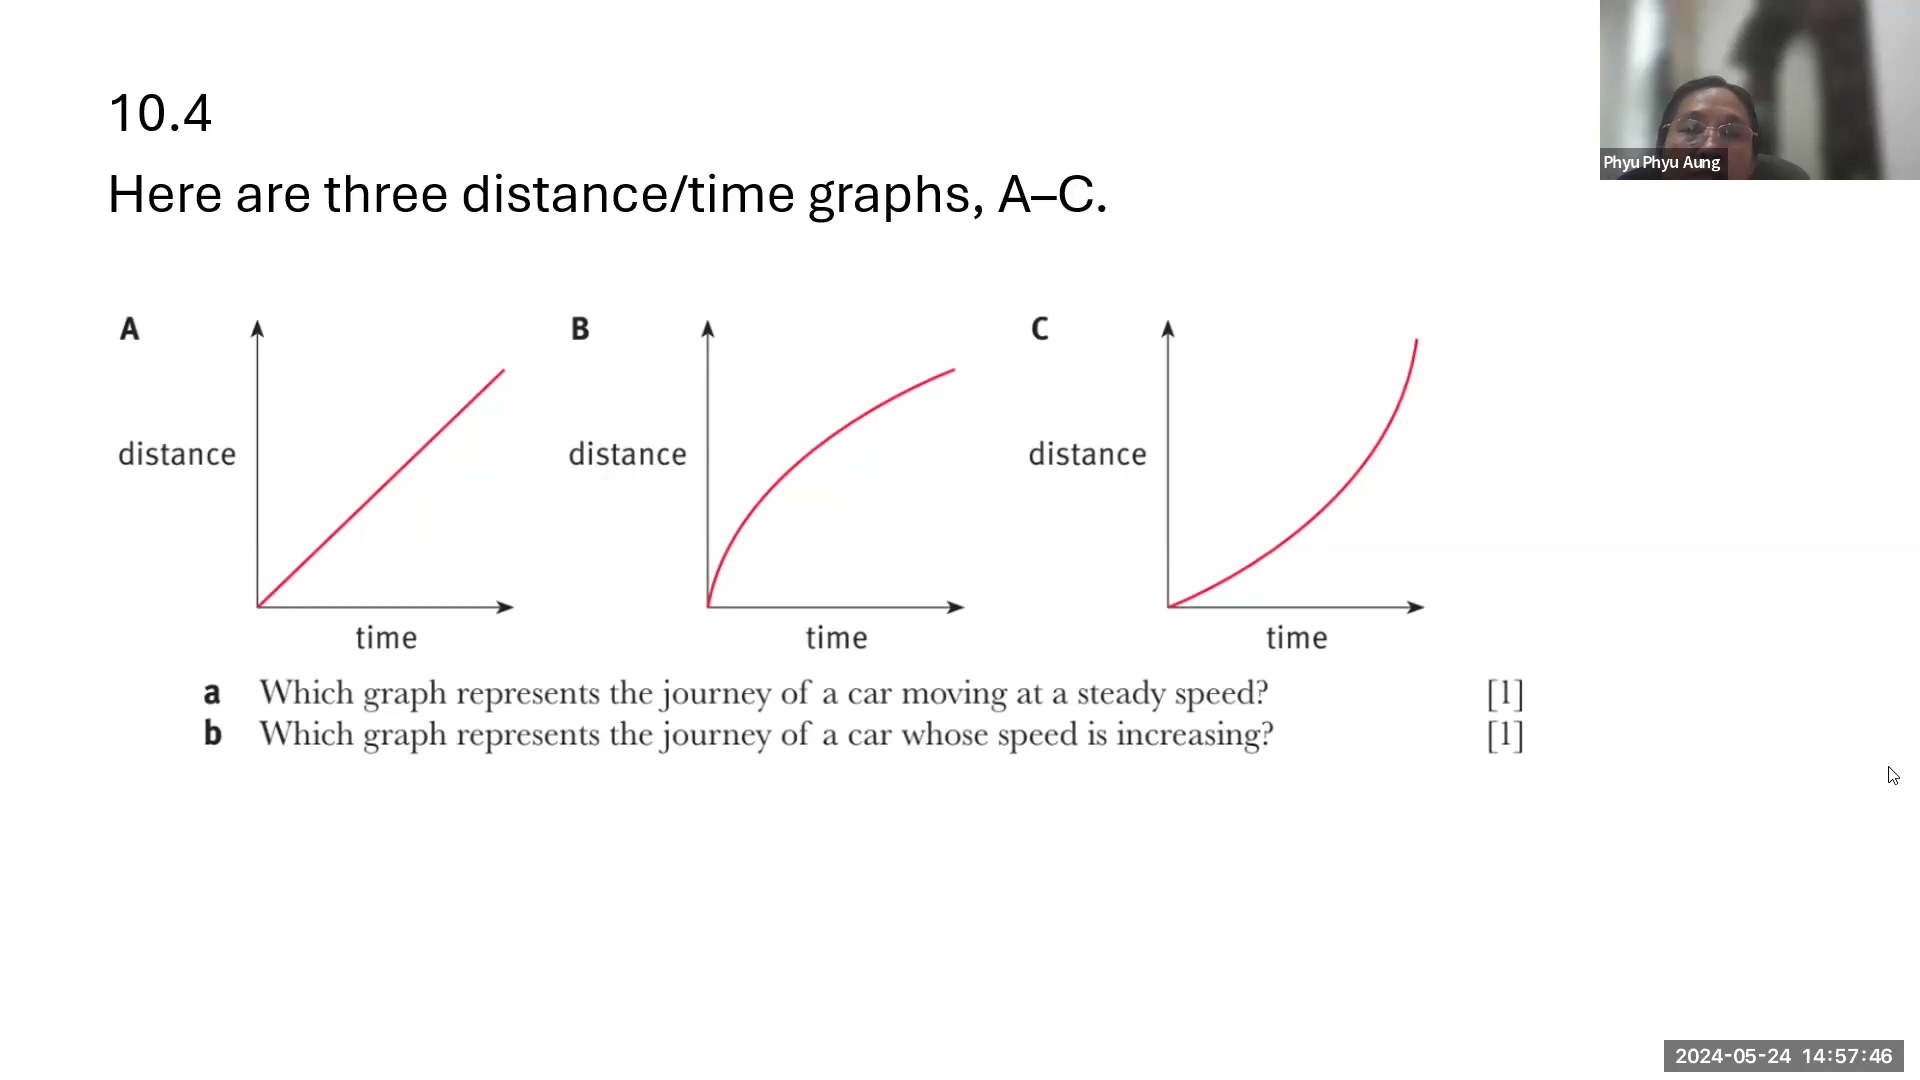 10.4
Here are three distance/time graphs, A–C.
Phyu Phyu Aung
A
B
C
distance
distance
distance
time
time
time
a Which graph represents the journey of a car moving at a steady speed? [1]
b Which graph represents the journey of a car whose speed is increasing? [1]
2024-05-24 14:57:46